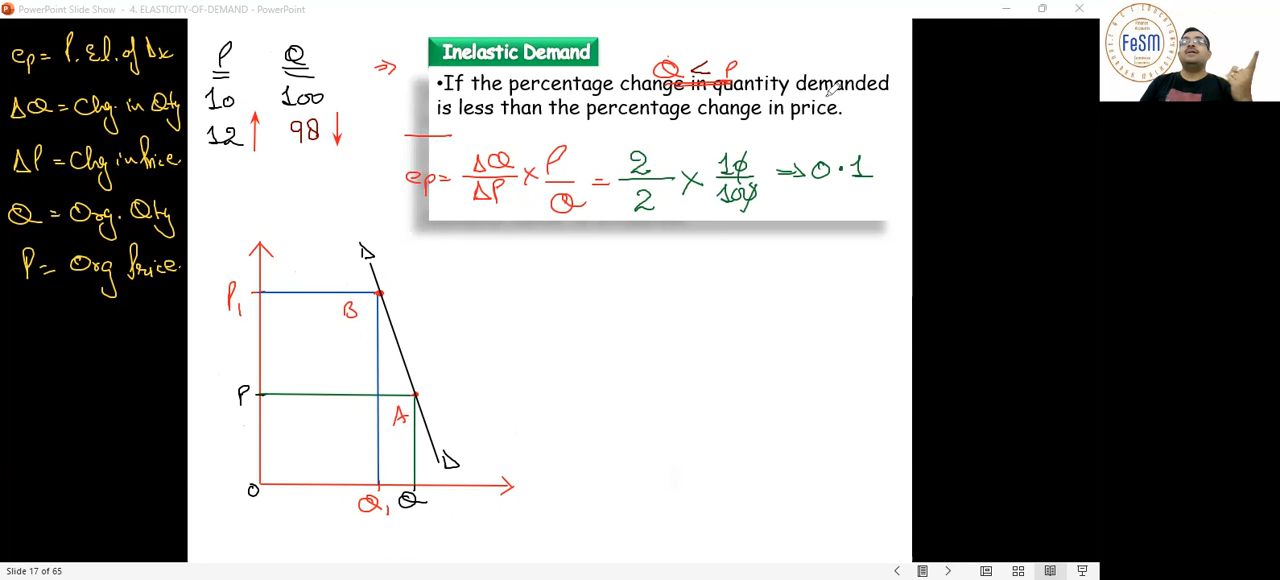 PowerPoint Slide Show - 4. ELASTICITY-OF-DEMAND - PowerPoint
ep = P. El. of Dx
ΔQ = Chg in Qty
ΔP = Chg in Price
Q = Org. Qty
P = Org Price
P Q
10 100
12 98
⇒
Inelastic Demand
Q < P
•If the percentage change in quantity demanded
is less than the percentage change in price.
ep = ΔQ/ΔP × P/Q = 2/2 × 10/100 ⇒ 0.1
D
P1
B
P
A
D
O
Q1 Q
FeSM
Slide 17 of 65